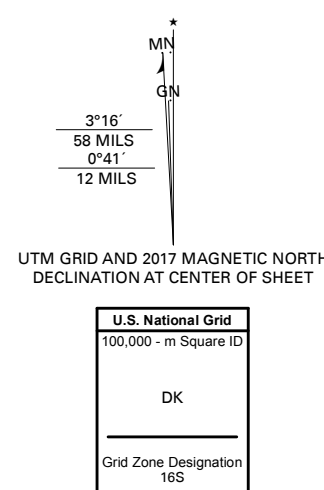 ★
MN
GN
3°16´
58 MILS
0°41´
12 MILS
UTM GRID AND 2017 MAGNETIC NORTH
DECLINATION AT CENTER OF SHEET
U.S. National Grid
100,000 - m Square ID
DK
Grid Zone Designation
16S